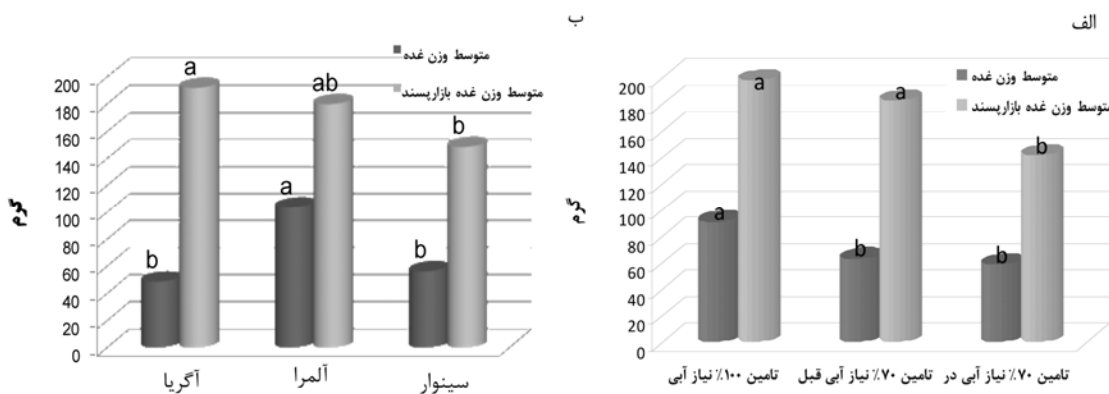 الف
متوسط وزن غده
متوسط وزن غده بازارپسند
گرم
200
180
160
140
120
100
80
60
40
20
0
a
a
a
b
b
b
تامین ۱۰۰٪ نیاز آبی
تامین ۷۰٪ نیاز آبی قبل
تامین ۷۰٪ نیاز آبی در
ب
متوسط وزن غده
متوسط وزن غده بازارپسند
گرم
200
180
160
140
120
100
80
60
40
20
0
a
ab
b
b
a
b
آگریا
آلمرا
سینوار